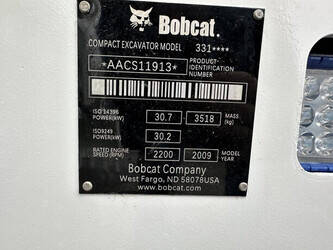 Bobcat.
COMPACT EXCAVATOR MODEL 331****
*AACS11913* PRODUCT IDENTIFICATION NUMBER
ISO 14396 POWER(kW) 30.7 3518 MASS (kg)
ISO9249 POWER(kW) 30.2
RATED ENGINE SPEED (RPM) 2200 2009 MODEL YEAR
Bobcat Company
West Fargo, ND 58078USA
www.bobcat.com